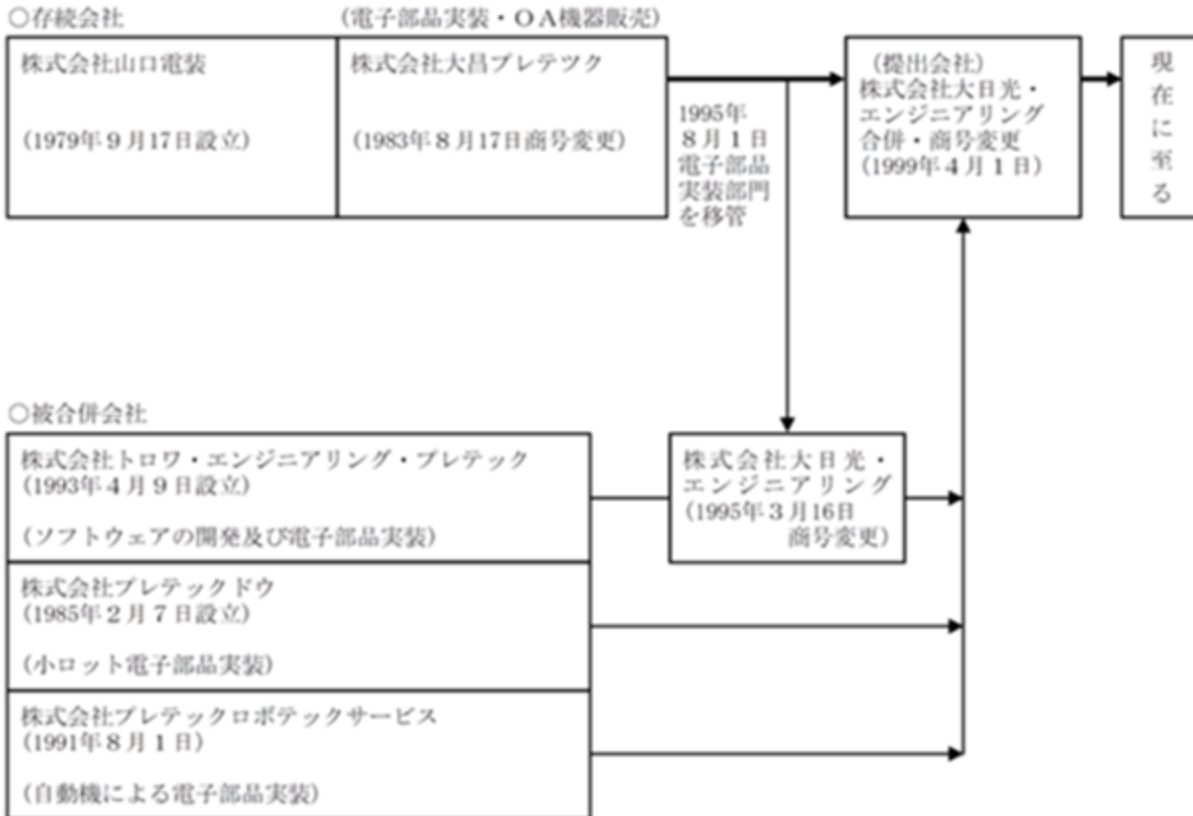 ○存続会社
(電子部品実装・ＯＡ機器販売)
株式会社山口電装
(1979年９月17日設立)
株式会社大昌プレテツク
(1983年８月17日商号変更)
1995年
８月１日
電子部品
実装部門
を移管
(提出会社)
株式会社大日光・
エンジニアリング
合併・商号変更
(1999年４月１日)
現
在
に
至
る
○被合併会社
株式会社トロワ・エンジニアリング・プレテック
(1993年４月９日設立)
(ソフトウェアの開発及び電子部品実装)
株式会社大日光・
エンジニアリング
(1995年３月16日
商号変更)
株式会社プレテックドウ
(1985年２月７日設立)
(小ロット電子部品実装)
株式会社プレテックロボテックサービス
(1991年８月１日)
(自動機による電子部品実装)